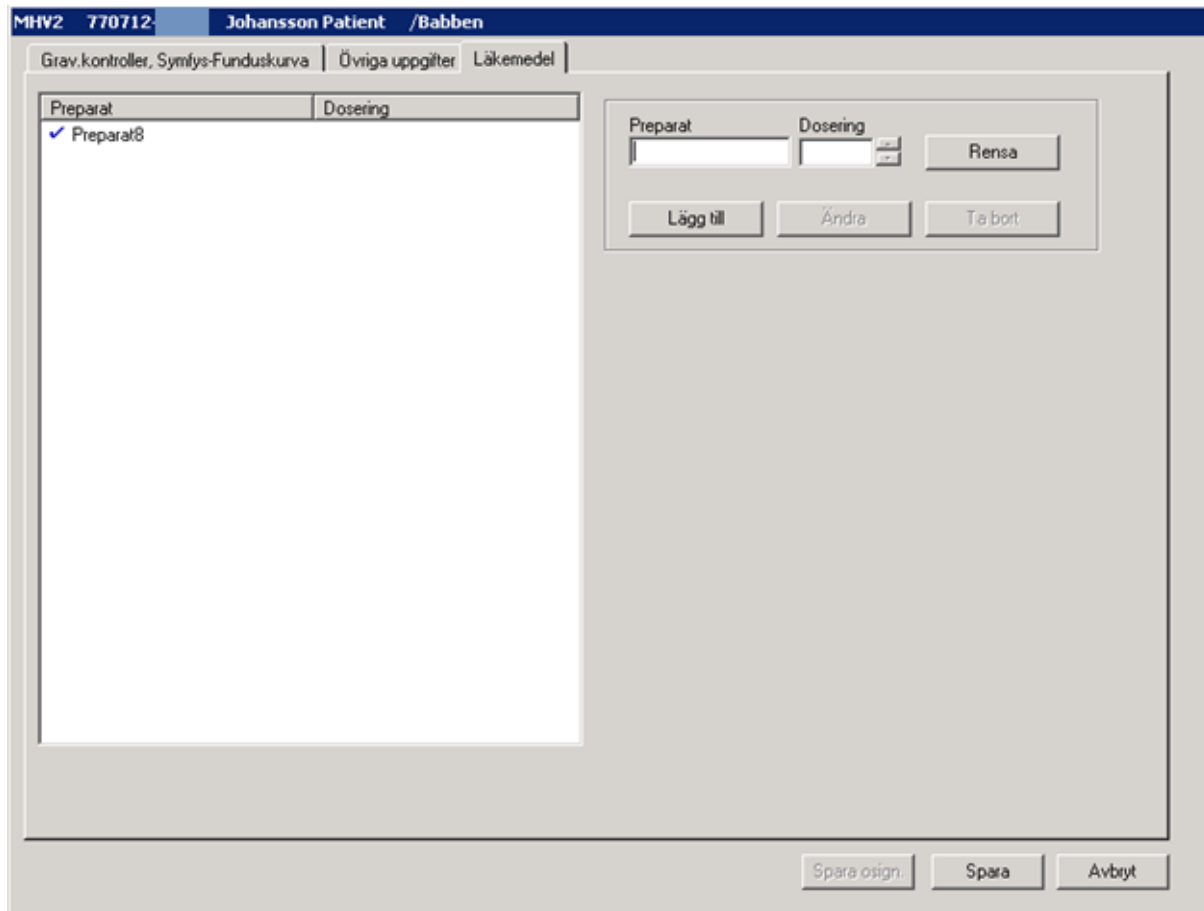 MHV2 770712- Johansson Patient /Babben
Grav.kontroller, Symfys-Funduskurva Övriga uppgifter Läkemedel
Preparat Dosering
Preparat8
Preparat Dosering
Rensa
Lägg till Ändra Ta bort
Spara osign. Spara Avbryt